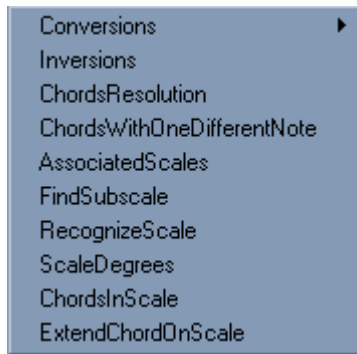 Conversions
Inversions
ChordsResolution
ChordsWithOneDifferentNote
AssociatedScales
FindSubscale
RecognizeScale
ScaleDegrees
ChordsInScale
ExtendChordOnScale